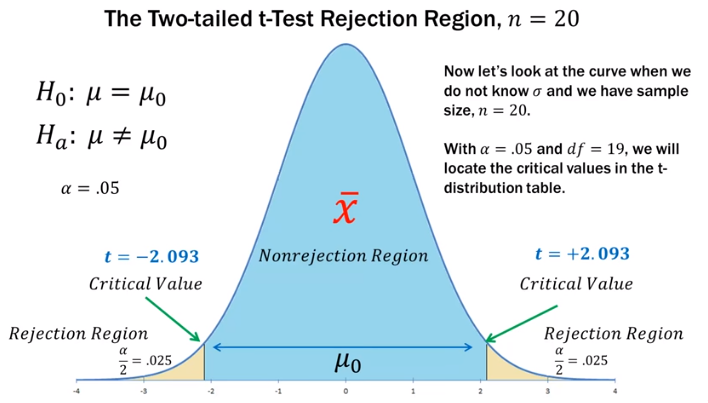 The Two-tailed t-Test Rejection Region, n = 20
H₀: μ = μ₀
Hₐ: μ ≠ μ₀
α = .05
Now let's look at the curve when we
do not know σ and we have sample
size, n = 20.
With α = .05 and df = 19, we will
locate the critical values in the t-
distribution table.
x̄
Nonrejection Region
t = −2.093
Critical Value
t = +2.093
Critical Value
Rejection Region
α/2 = .025
μ₀
Rejection Region
α/2 = .025
-4 -3 -2 -1 0 1 2 3 4